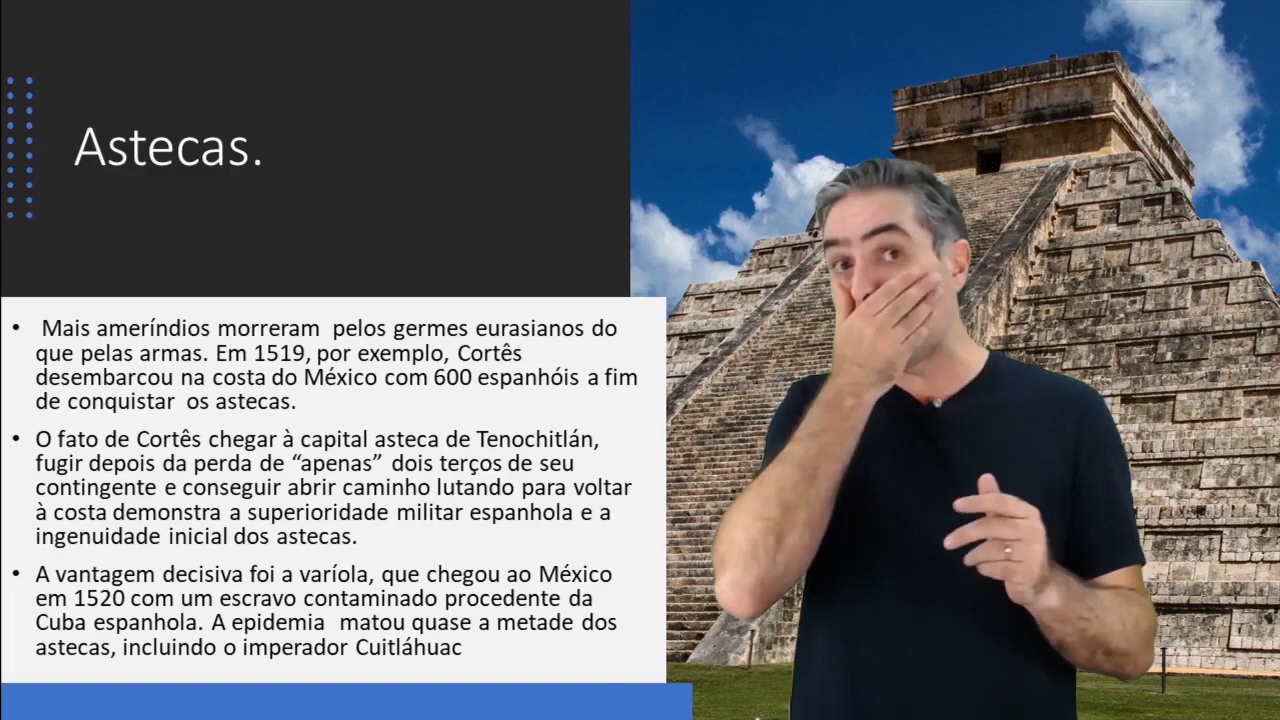 Astecas.
• Mais ameríndios morreram pelos germes eurasianos do
que pelas armas. Em 1519, por exemplo, Cortês
desembarcou na costa do México com 600 espanhóis a fim
de conquistar os astecas.
• O fato de Cortês chegar à capital asteca de Tenochitlán,
fugir depois da perda de “apenas” dois terços de seu
contingente e conseguir abrir caminho lutando para voltar
à costa demonstra a superioridade militar espanhola e a
ingenuidade inicial dos astecas.
• A vantagem decisiva foi a varíola, que chegou ao México
em 1520 com um escravo contaminado procedente da
Cuba espanhola. A epidemia matou quase a metade dos
astecas, incluindo o imperador Cuitláhuac